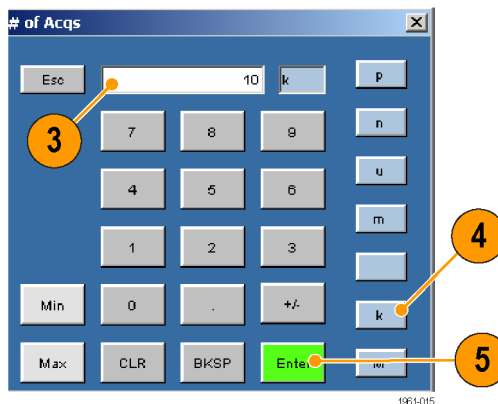 # of Acqs
Esc 10 k p
3
7 8 9 n
4 5 6 u
m
4
1 2 3
Min 0 . +/- k
Max CLR BKSP Enter M
5
1961-015